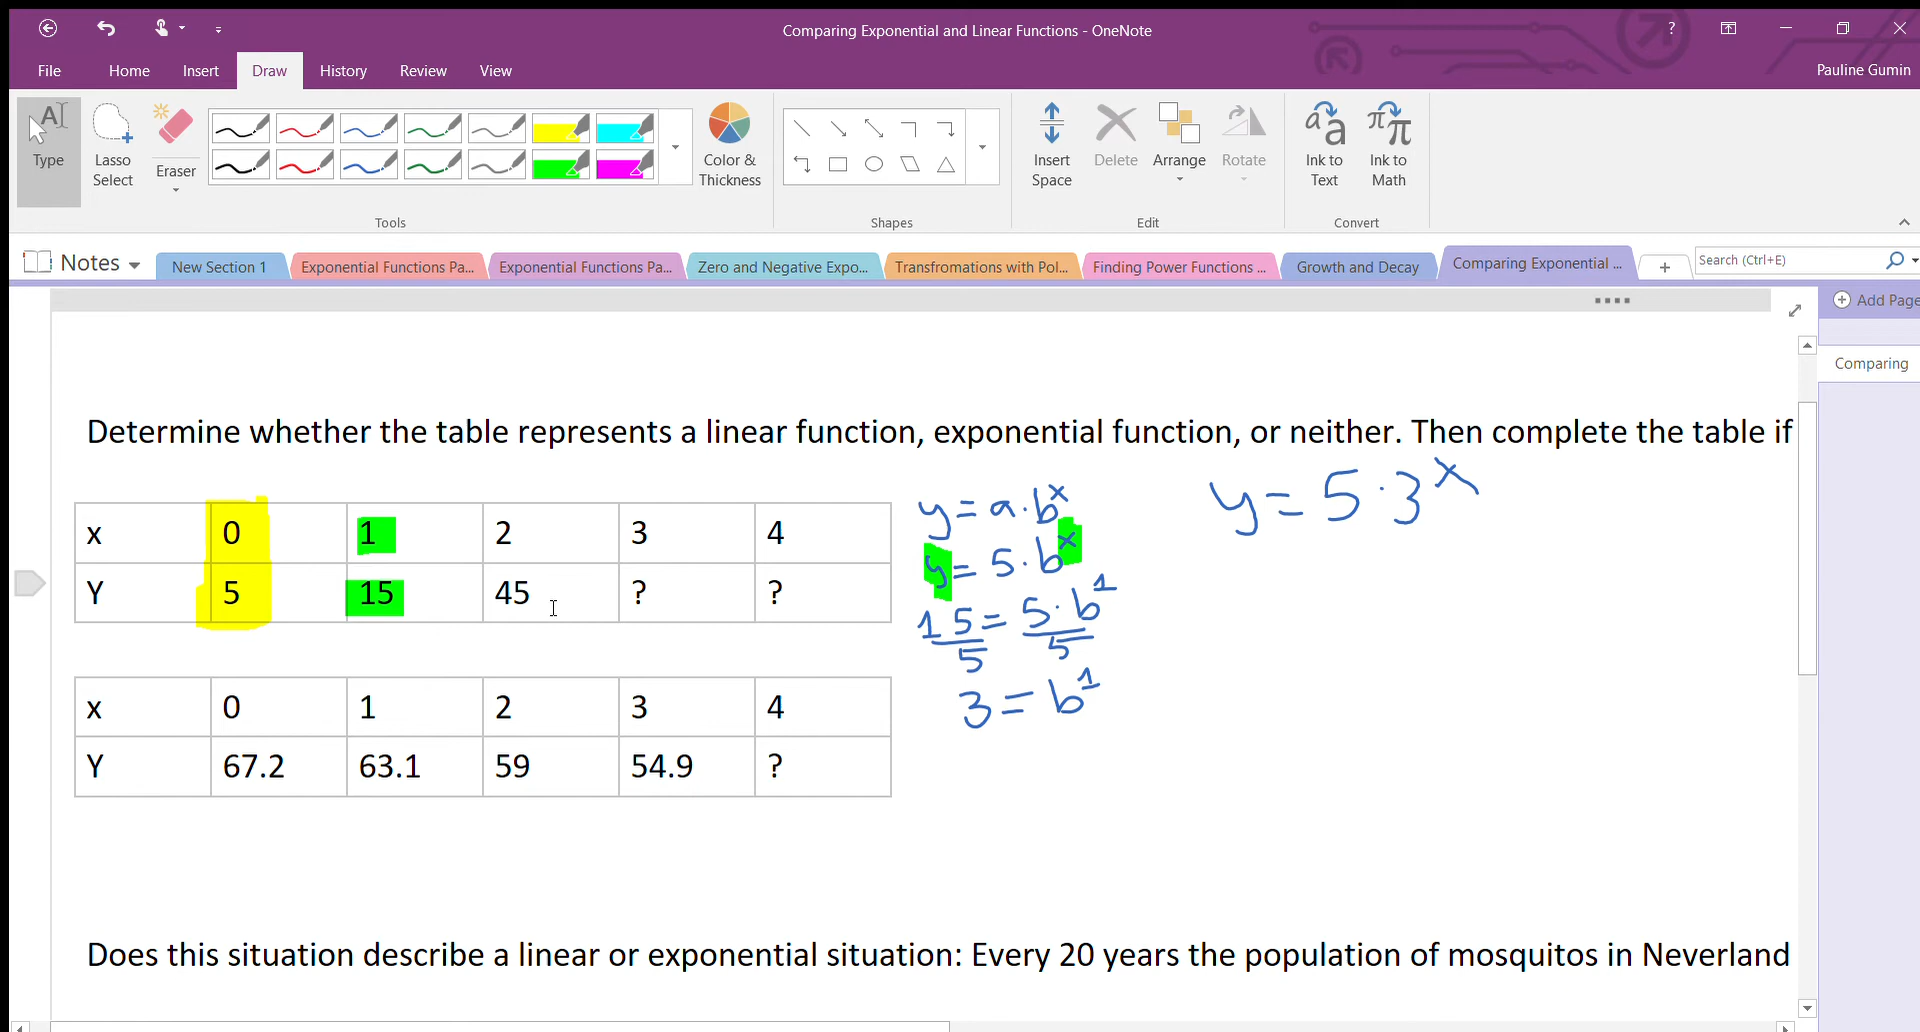 Comparing Exponential and Linear Functions - OneNote
?
File Home Insert Draw History Review View
Pauline Gumin
Type
Lasso Select
Eraser
Color & Thickness
Insert Space
Delete
Arrange
Rotate
Ink to Text
Ink to Math
Tools
Shapes
Edit
Convert
Notes
New Section 1
Exponential Functions Pa...
Exponential Functions Pa...
Zero and Negative Expo...
Transfromations with Pol...
Finding Power Functions ...
Growth and Decay
Comparing Exponential ...
+
Search (Ctrl+E)
Add Page
Comparing
Determine whether the table represents a linear function, exponential function, or neither. Then complete the table if
x 0 1 2 3 4
Y 5 15 45 ? ?
y = a · b^x
y = 5 · b^x
15/5 = 5 · b^1/5
3 = b^1
y = 5 · 3^x
x 0 1 2 3 4
Y 67.2 63.1 59 54.9 ?
Does this situation describe a linear or exponential situation: Every 20 years the population of mosquitos in Neverland